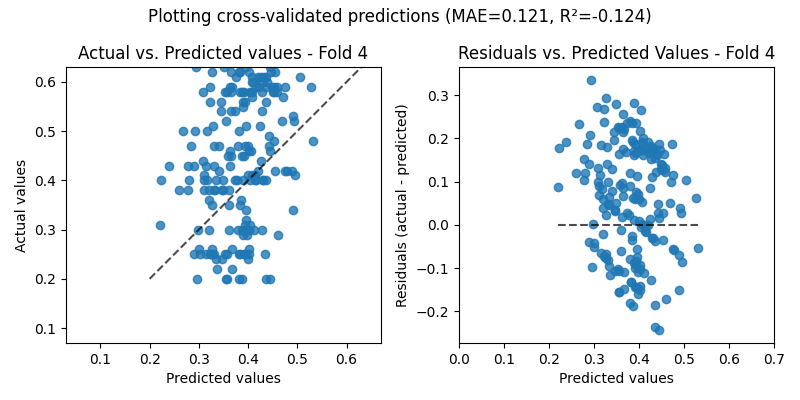 Plotting cross-validated predictions (MAE=0.121, R²=-0.124)
Actual vs. Predicted values - Fold 4
Actual values
0.6
0.5
0.4
0.3
0.2
0.1
0.1 0.2 0.3 0.4 0.5 0.6
Predicted values
Residuals vs. Predicted Values - Fold 4
Residuals (actual - predicted)
0.3
0.2
0.1
0.0
−0.1
−0.2
0.0 0.1 0.2 0.3 0.4 0.5 0.6 0.7
Predicted values